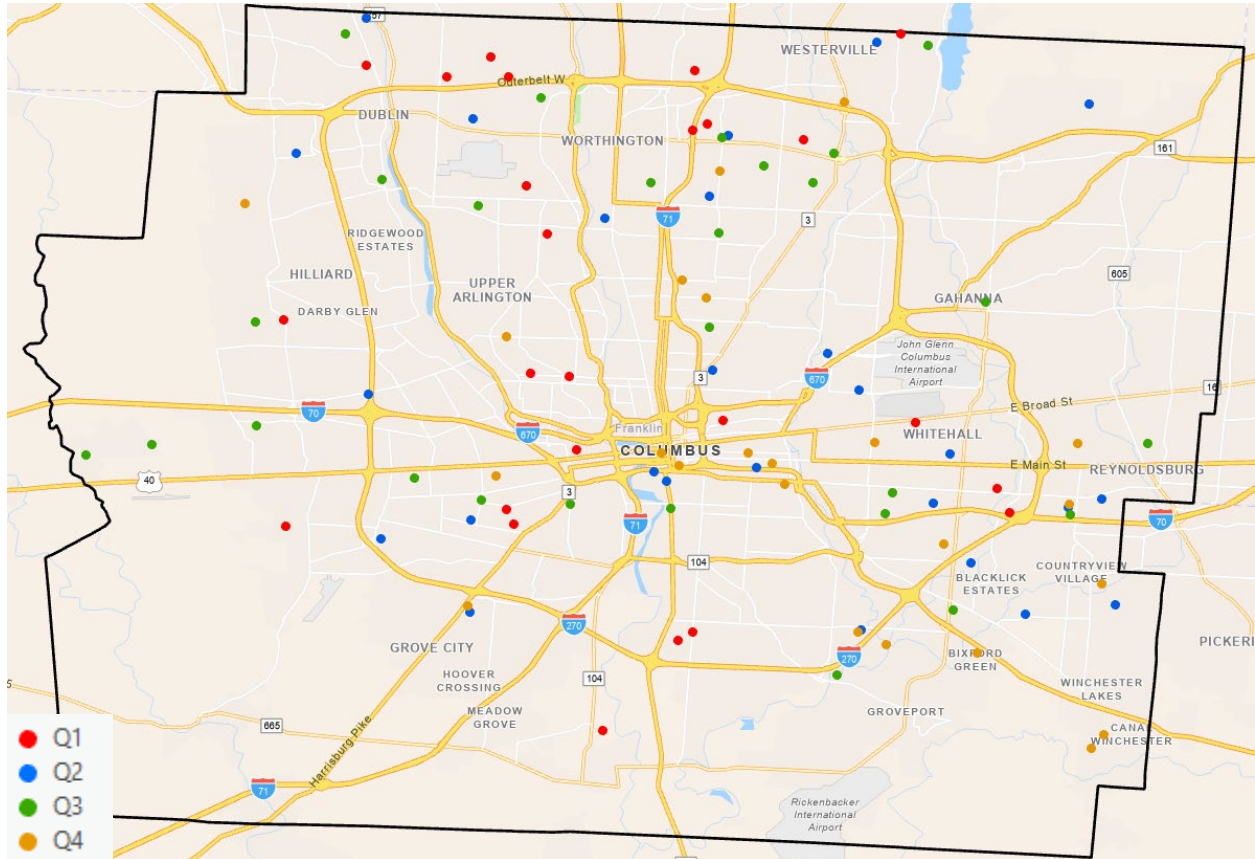 57
WESTERVILLE
Outerbelt W
DUBLIN
WORTHINGTON
161
71
3
RIDGEWOOD
ESTATES
605
HILLIARD
UPPER
ARLINGTON
GAHANNA
DARBY GLEN
John Glenn
Columbus
International
Airport
3
670
16
70
E Broad St
670
Franklin
WHITEHALL
COLUMBUS
E Main St
REYNOLDSBURG
40
3
71
70
104
COUNTRYVIEW
VILLAGE
BLACKLICK
ESTATES
270
GROVE CITY
PICKERI
BIXFORD
GREEN
270
HOOVER
CROSSING
104
WINCHESTER
LAKES
MEADOW
GROVE
GROVEPORT
665
CANAL
WINCHESTER
Harrisburg Pike
71
Rickenbacker
International
Airport
Q1
Q2
Q3
Q4